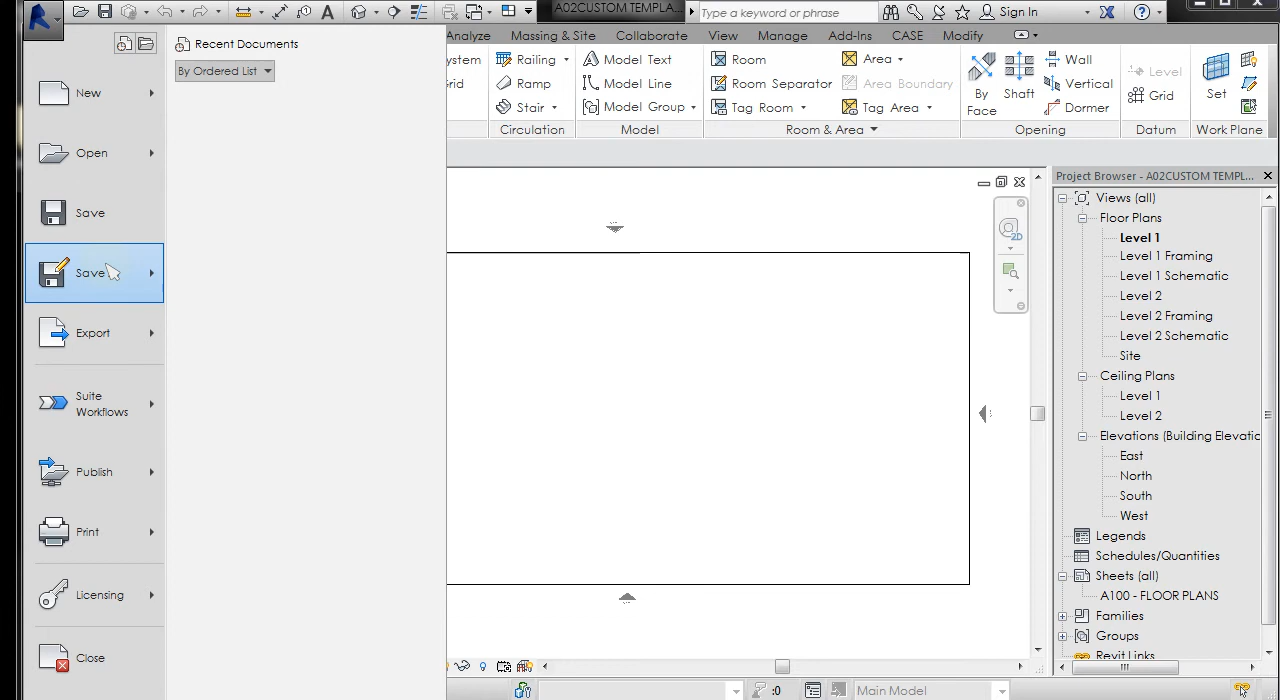 A02CUSTOM TEMPLA...
Type a keyword or phrase
Sign In
Analyze
Massing & Site
Collaborate
View
Manage
Add-Ins
CASE
Modify
Recent Documents
By Ordered List
New
Open
Save
Save
Export
Suite
Workflows
Publish
Print
Licensing
Close
Railing
Ramp
Stair
Circulation
Model Text
Model Line
Model Group
Model
Room
Room Separator
Tag Room
Area
Area Boundary
Tag Area
Room & Area
By
Face
Shaft
Wall
Vertical
Dormer
Opening
Level
Grid
Datum
Set
Work Plane
2D
Project Browser - A02CUSTOM TEMPL...
Views (all)
Floor Plans
Level 1
Level 1 Framing
Level 1 Schematic
Level 2
Level 2 Framing
Level 2 Schematic
Site
Ceiling Plans
Level 1
Level 2
Elevations (Building Elevatio
East
North
South
West
Legends
Schedules/Quantities
Sheets (all)
A100 - FLOOR PLANS
Families
Groups
Revit Links
:0
Main Model